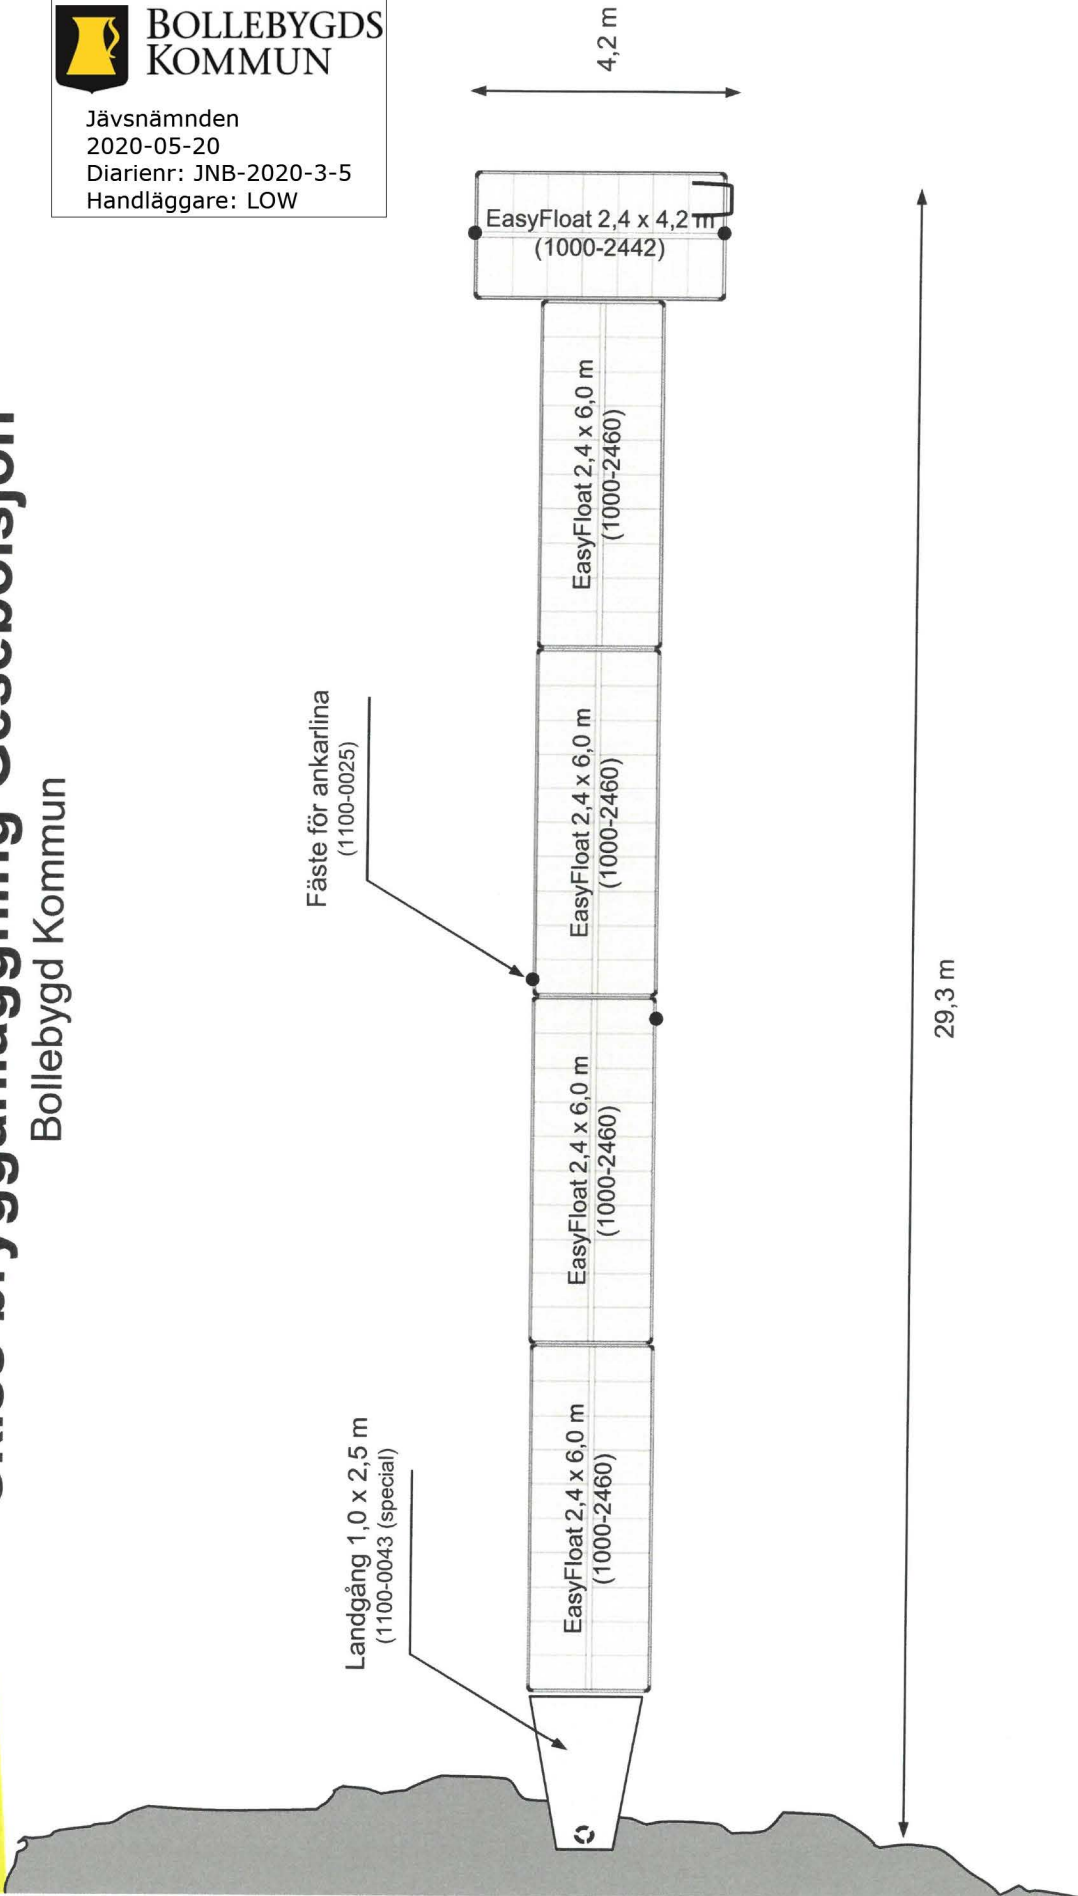 BOLLEBYGDS
KOMMUN
Jävsnämnden
2020-05-20
Diarienr: JNB-2020-3-5
Handläggare: LOW
Bollebygd Kommun
4,2 m
EasyFloat 2,4 x 4,2 m
(1000-2442)
EasyFloat 2,4 x 6,0 m
(1000-2460)
EasyFloat 2,4 x 6,0 m
(1000-2460)
Fäste för ankarlina
(1100-0025)
EasyFloat 2,4 x 6,0 m
(1000-2460)
29,3 m
EasyFloat 2,4 x 6,0 m
(1000-2460)
Landgång 1,0 x 2,5 m
(1100-0043 (special)